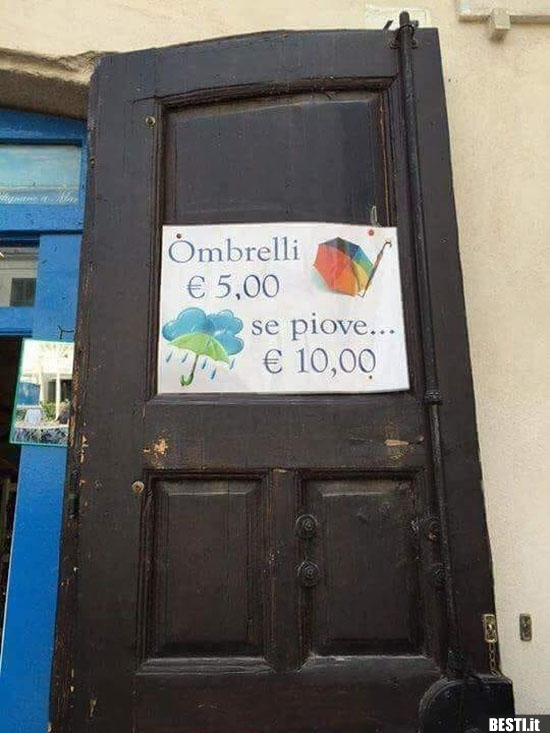 Ombrelli
€ 5,00
se piove...
€ 10,00
BESTI.it